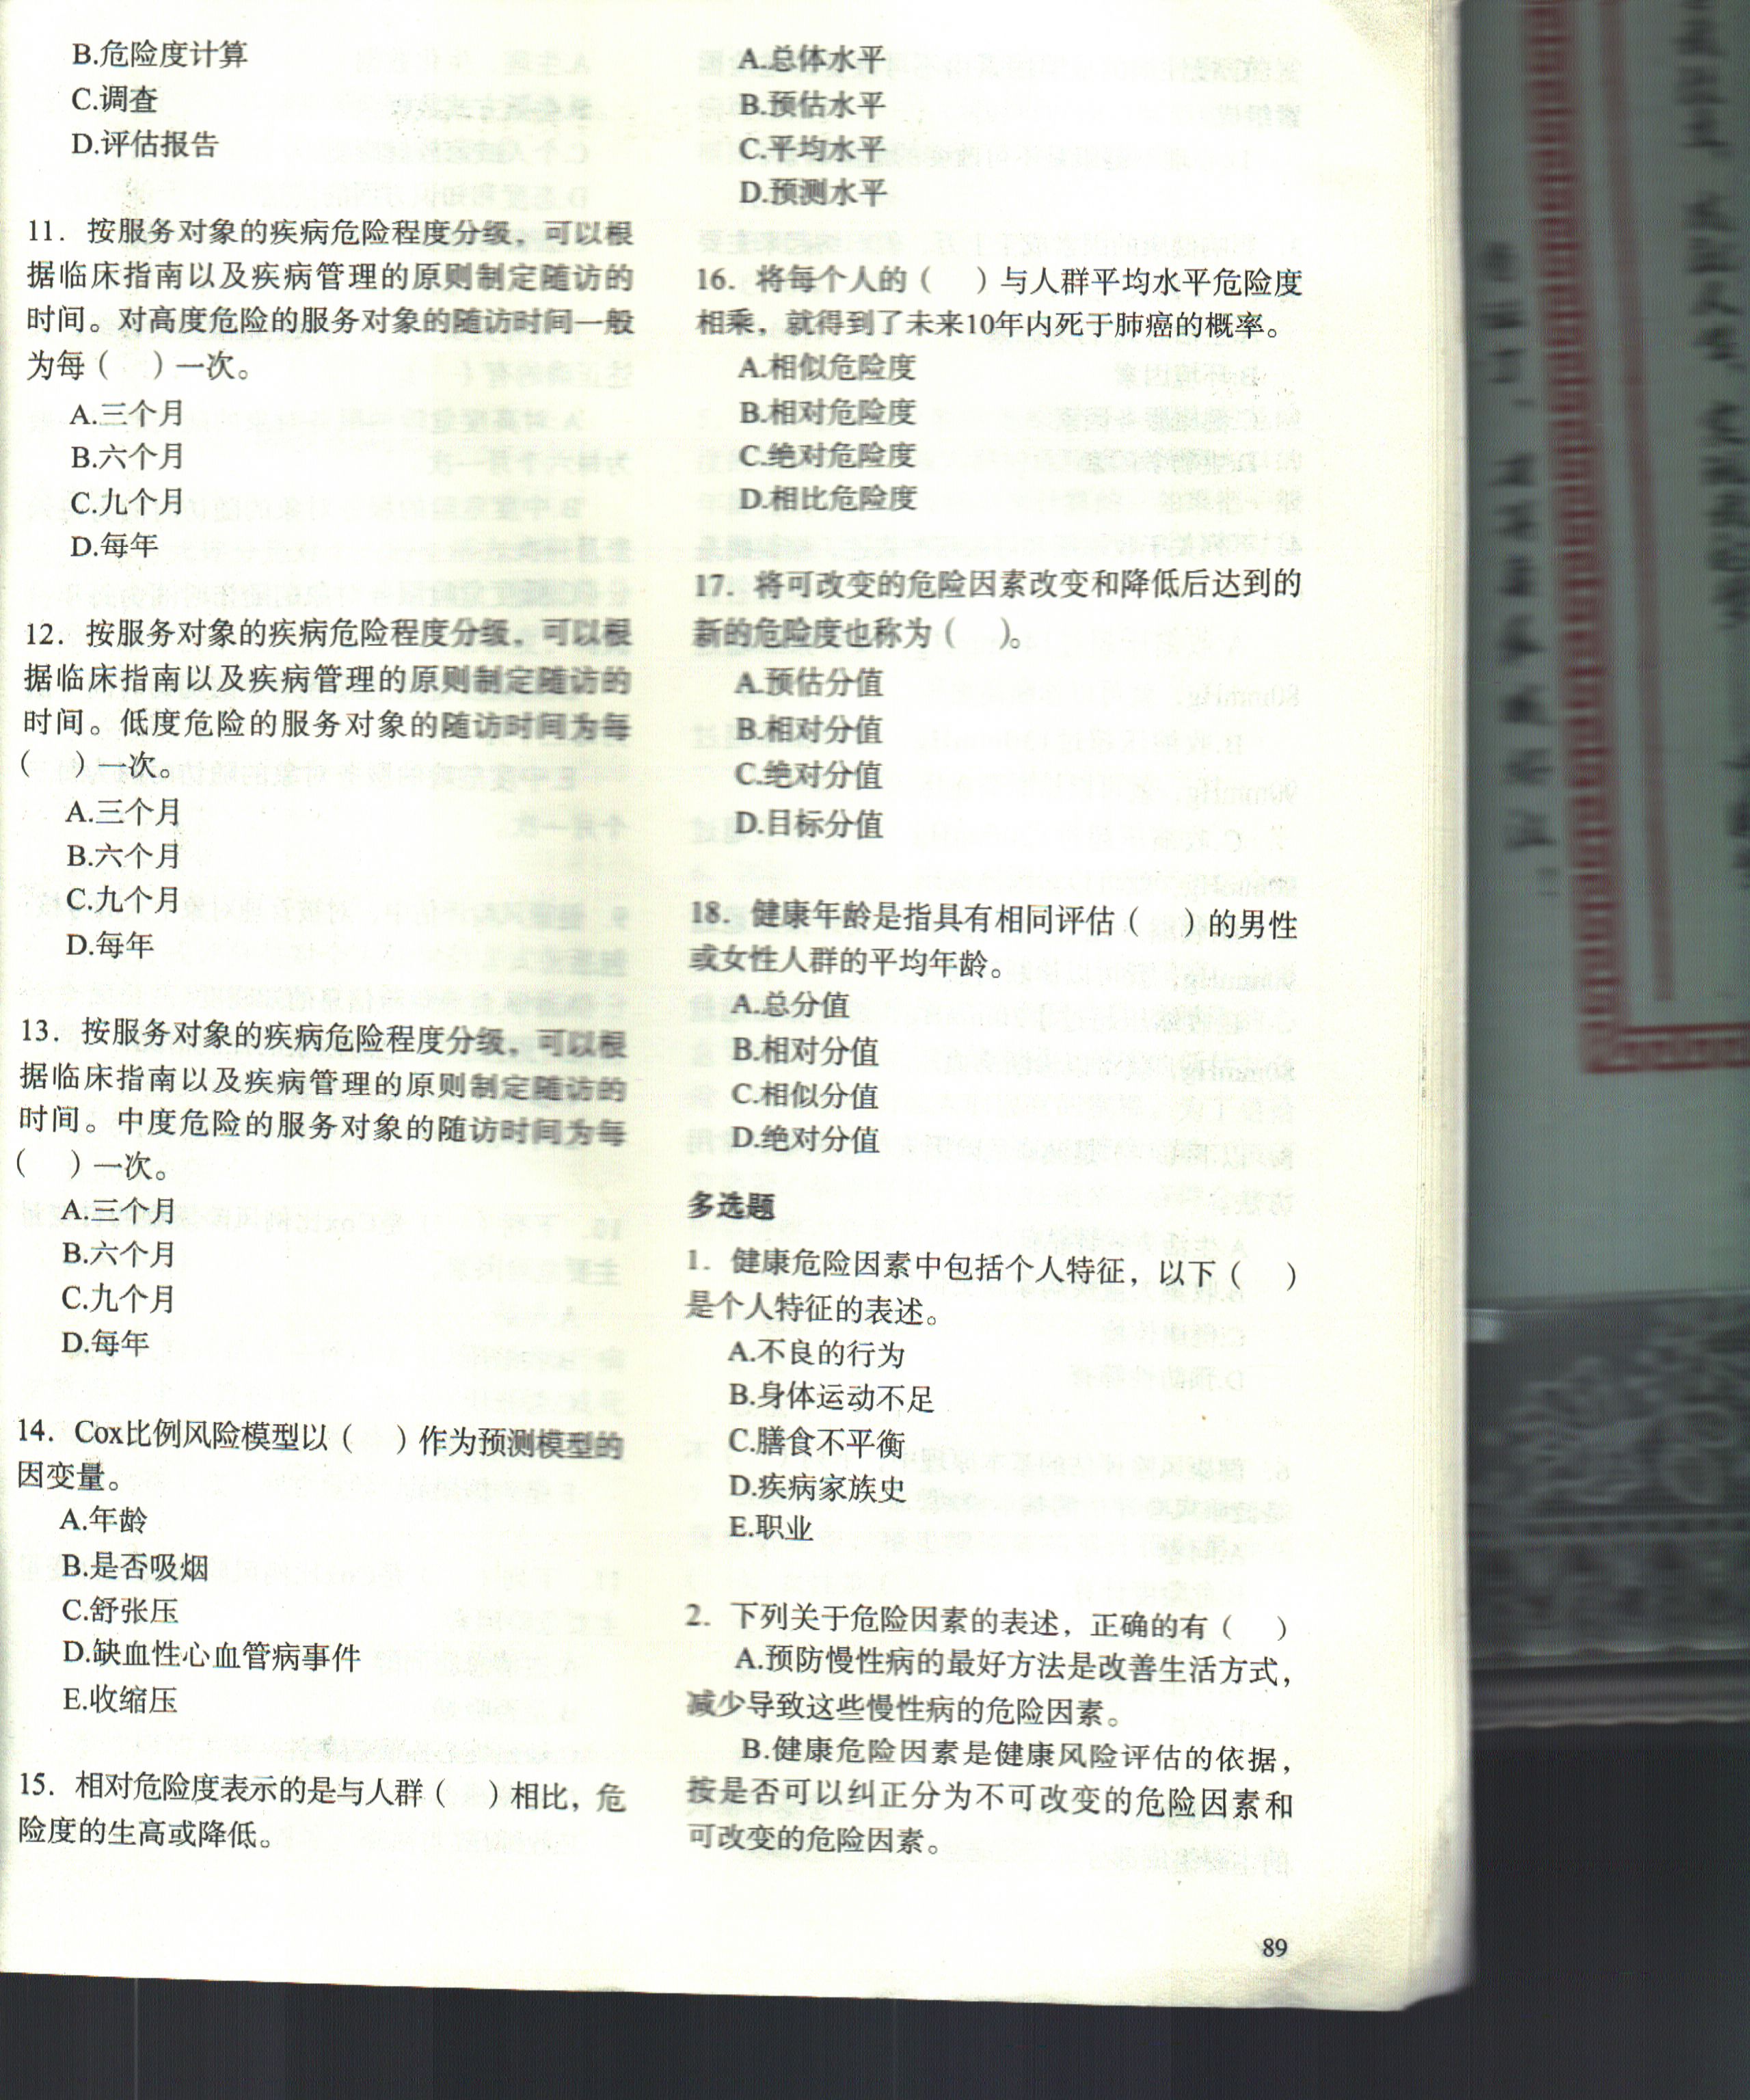 B.危险度计算
C.调查
D.评估报告
11. 按服务对象的疾病危险程度分级，可以根
据临床指南以及疾病管理的原则制定随访的
时间。对高度危险的服务对象的随访时间一般
为每（　）一次。
A.三个月
B.六个月
C.九个月
D.每年
12. 按服务对象的疾病危险程度分级，可以根
据临床指南以及疾病管理的原则制定随访的
时间。低度危险的服务对象的随访时间为每
（　）一次。
A.三个月
B.六个月
C.九个月
D.每年
13. 按服务对象的疾病危险程度分级，可以根
据临床指南以及疾病管理的原则制定随访的
时间。中度危险的服务对象的随访时间为每
（　）一次。
A.三个月
B.六个月
C.九个月
D.每年
14. Cox比例风险模型以（　）作为预测模型的
因变量。
A.年龄
B.是否吸烟
C.舒张压
D.缺血性心血管病事件
E.收缩压
15. 相对危险度表示的是与人群（　）相比，危
险度的生高或降低。
A.总体水平
B.预估水平
C.平均水平
D.预测水平
16. 将每个人的（　）与人群平均水平危险度
相乘，就得到了未来10年内死于肺癌的概率。
A.相似危险度
B.相对危险度
C.绝对危险度
D.相比危险度
17. 将可改变的危险因素改变和降低后达到的
新的危险度也称为（　）。
A.预估分值
B.相对分值
C.绝对分值
D.目标分值
18. 健康年龄是指具有相同评估（　）的男性
或女性人群的平均年龄。
A.总分值
B.相对分值
C.相似分值
D.绝对分值
多选题
1. 健康危险因素中包括个人特征，以下（　）
是个人特征的表述。
A.不良的行为
B.身体运动不足
C.膳食不平衡
D.疾病家族史
E.职业
2. 下列关于危险因素的表述，正确的有（　）
A.预防慢性病的最好方法是改善生活方式，
减少导致这些慢性病的危险因素。
B.健康危险因素是健康风险评估的依据，
按是否可以纠正分为不可改变的危险因素和
可改变的危险因素。
89